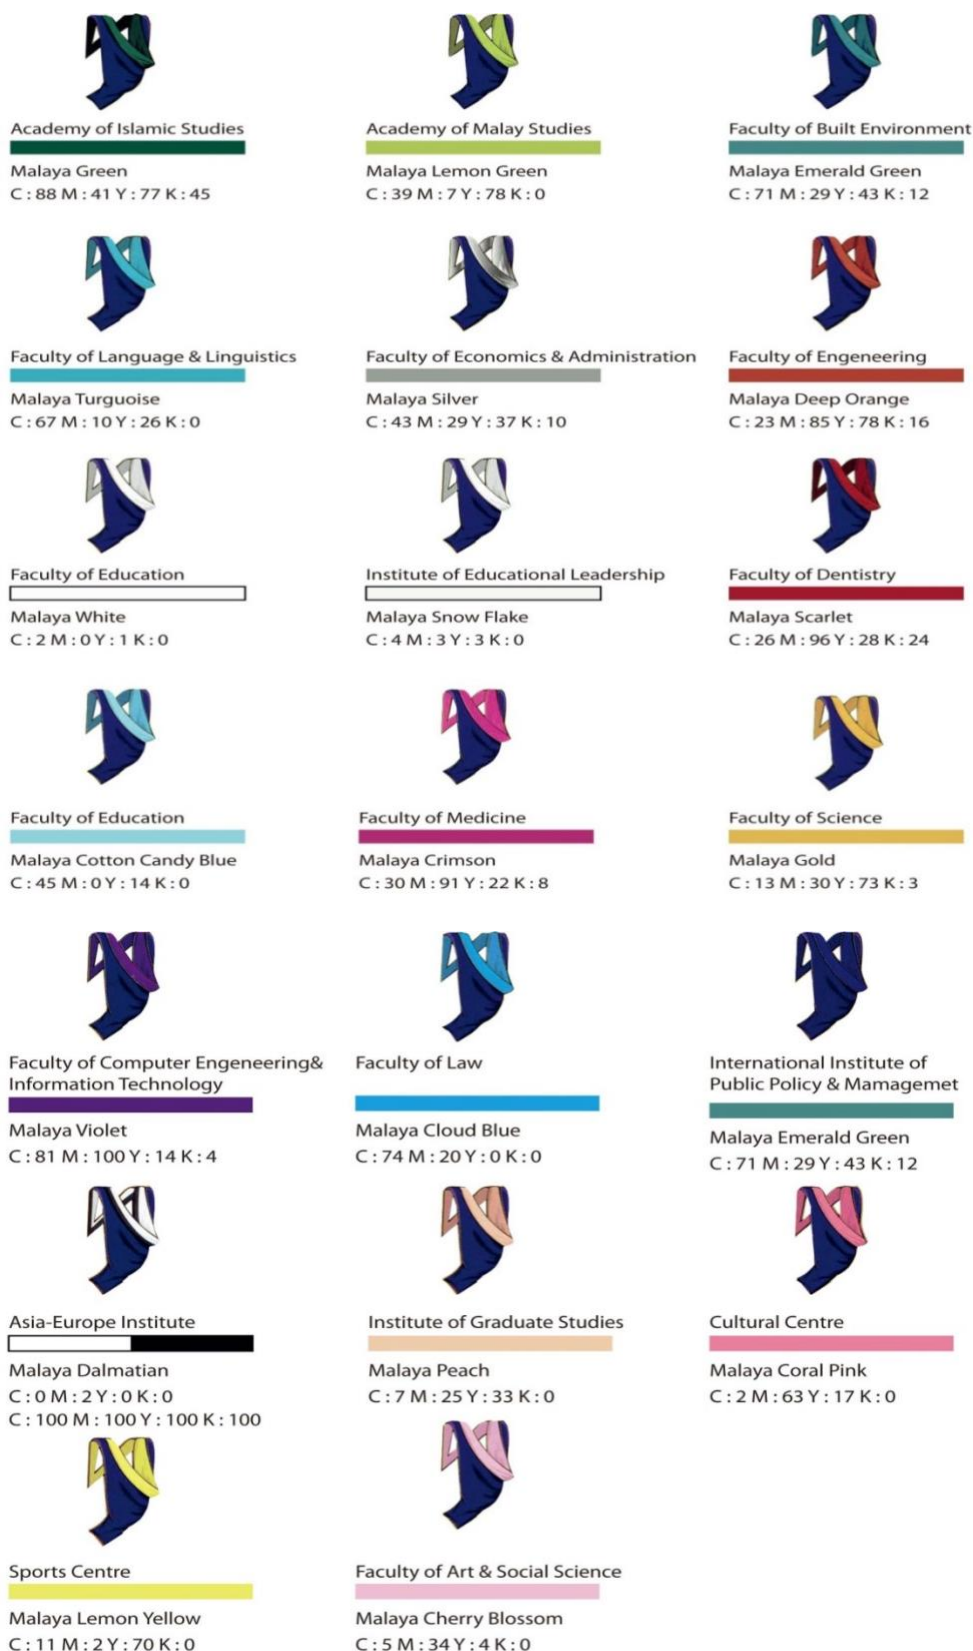 Academy of Islamic Studies
Malaya Green
C : 88 M : 41 Y : 77 K : 45
Academy of Malay Studies
Malaya Lemon Green
C : 39 M : 7 Y : 78 K : 0
Faculty of Built Environment
Malaya Emerald Green
C : 71 M : 29 Y : 43 K : 12
Faculty of Language & Linguistics
Malaya Turguoise
C : 67 M : 10 Y : 26 K : 0
Faculty of Economics & Administration
Malaya Silver
C : 43 M : 29 Y : 37 K : 10
Faculty of Engeneering
Malaya Deep Orange
C : 23 M : 85 Y : 78 K : 16
Faculty of Education
Malaya White
C : 2 M : 0 Y : 1 K : 0
Institute of Educational Leadership
Malaya Snow Flake
C : 4 M : 3 Y : 3 K : 0
Faculty of Dentistry
Malaya Scarlet
C : 26 M : 96 Y : 28 K : 24
Faculty of Education
Malaya Cotton Candy Blue
C : 45 M : 0 Y : 14 K : 0
Faculty of Medicine
Malaya Crimson
C : 30 M : 91 Y : 22 K : 8
Faculty of Science
Malaya Gold
C : 13 M : 30 Y : 73 K : 3
Faculty of Computer Engeneering&
Information Technology
Malaya Violet
C : 81 M : 100 Y : 14 K : 4
Faculty of Law
Malaya Cloud Blue
C : 74 M : 20 Y : 0 K : 0
International Institute of
Public Policy & Mamagemet
Malaya Emerald Green
C : 71 M : 29 Y : 43 K : 12
Asia-Europe Institute
Malaya Dalmatian
C : 0 M : 2 Y : 0 K : 0
C : 100 M : 100 Y : 100 K : 100
Institute of Graduate Studies
Malaya Peach
C : 7 M : 25 Y : 33 K : 0
Cultural Centre
Malaya Coral Pink
C : 2 M : 63 Y : 17 K : 0
Sports Centre
Malaya Lemon Yellow
C : 11 M : 2 Y : 70 K : 0
Faculty of Art & Social Science
Malaya Cherry Blossom
C : 5 M : 34 Y : 4 K : 0